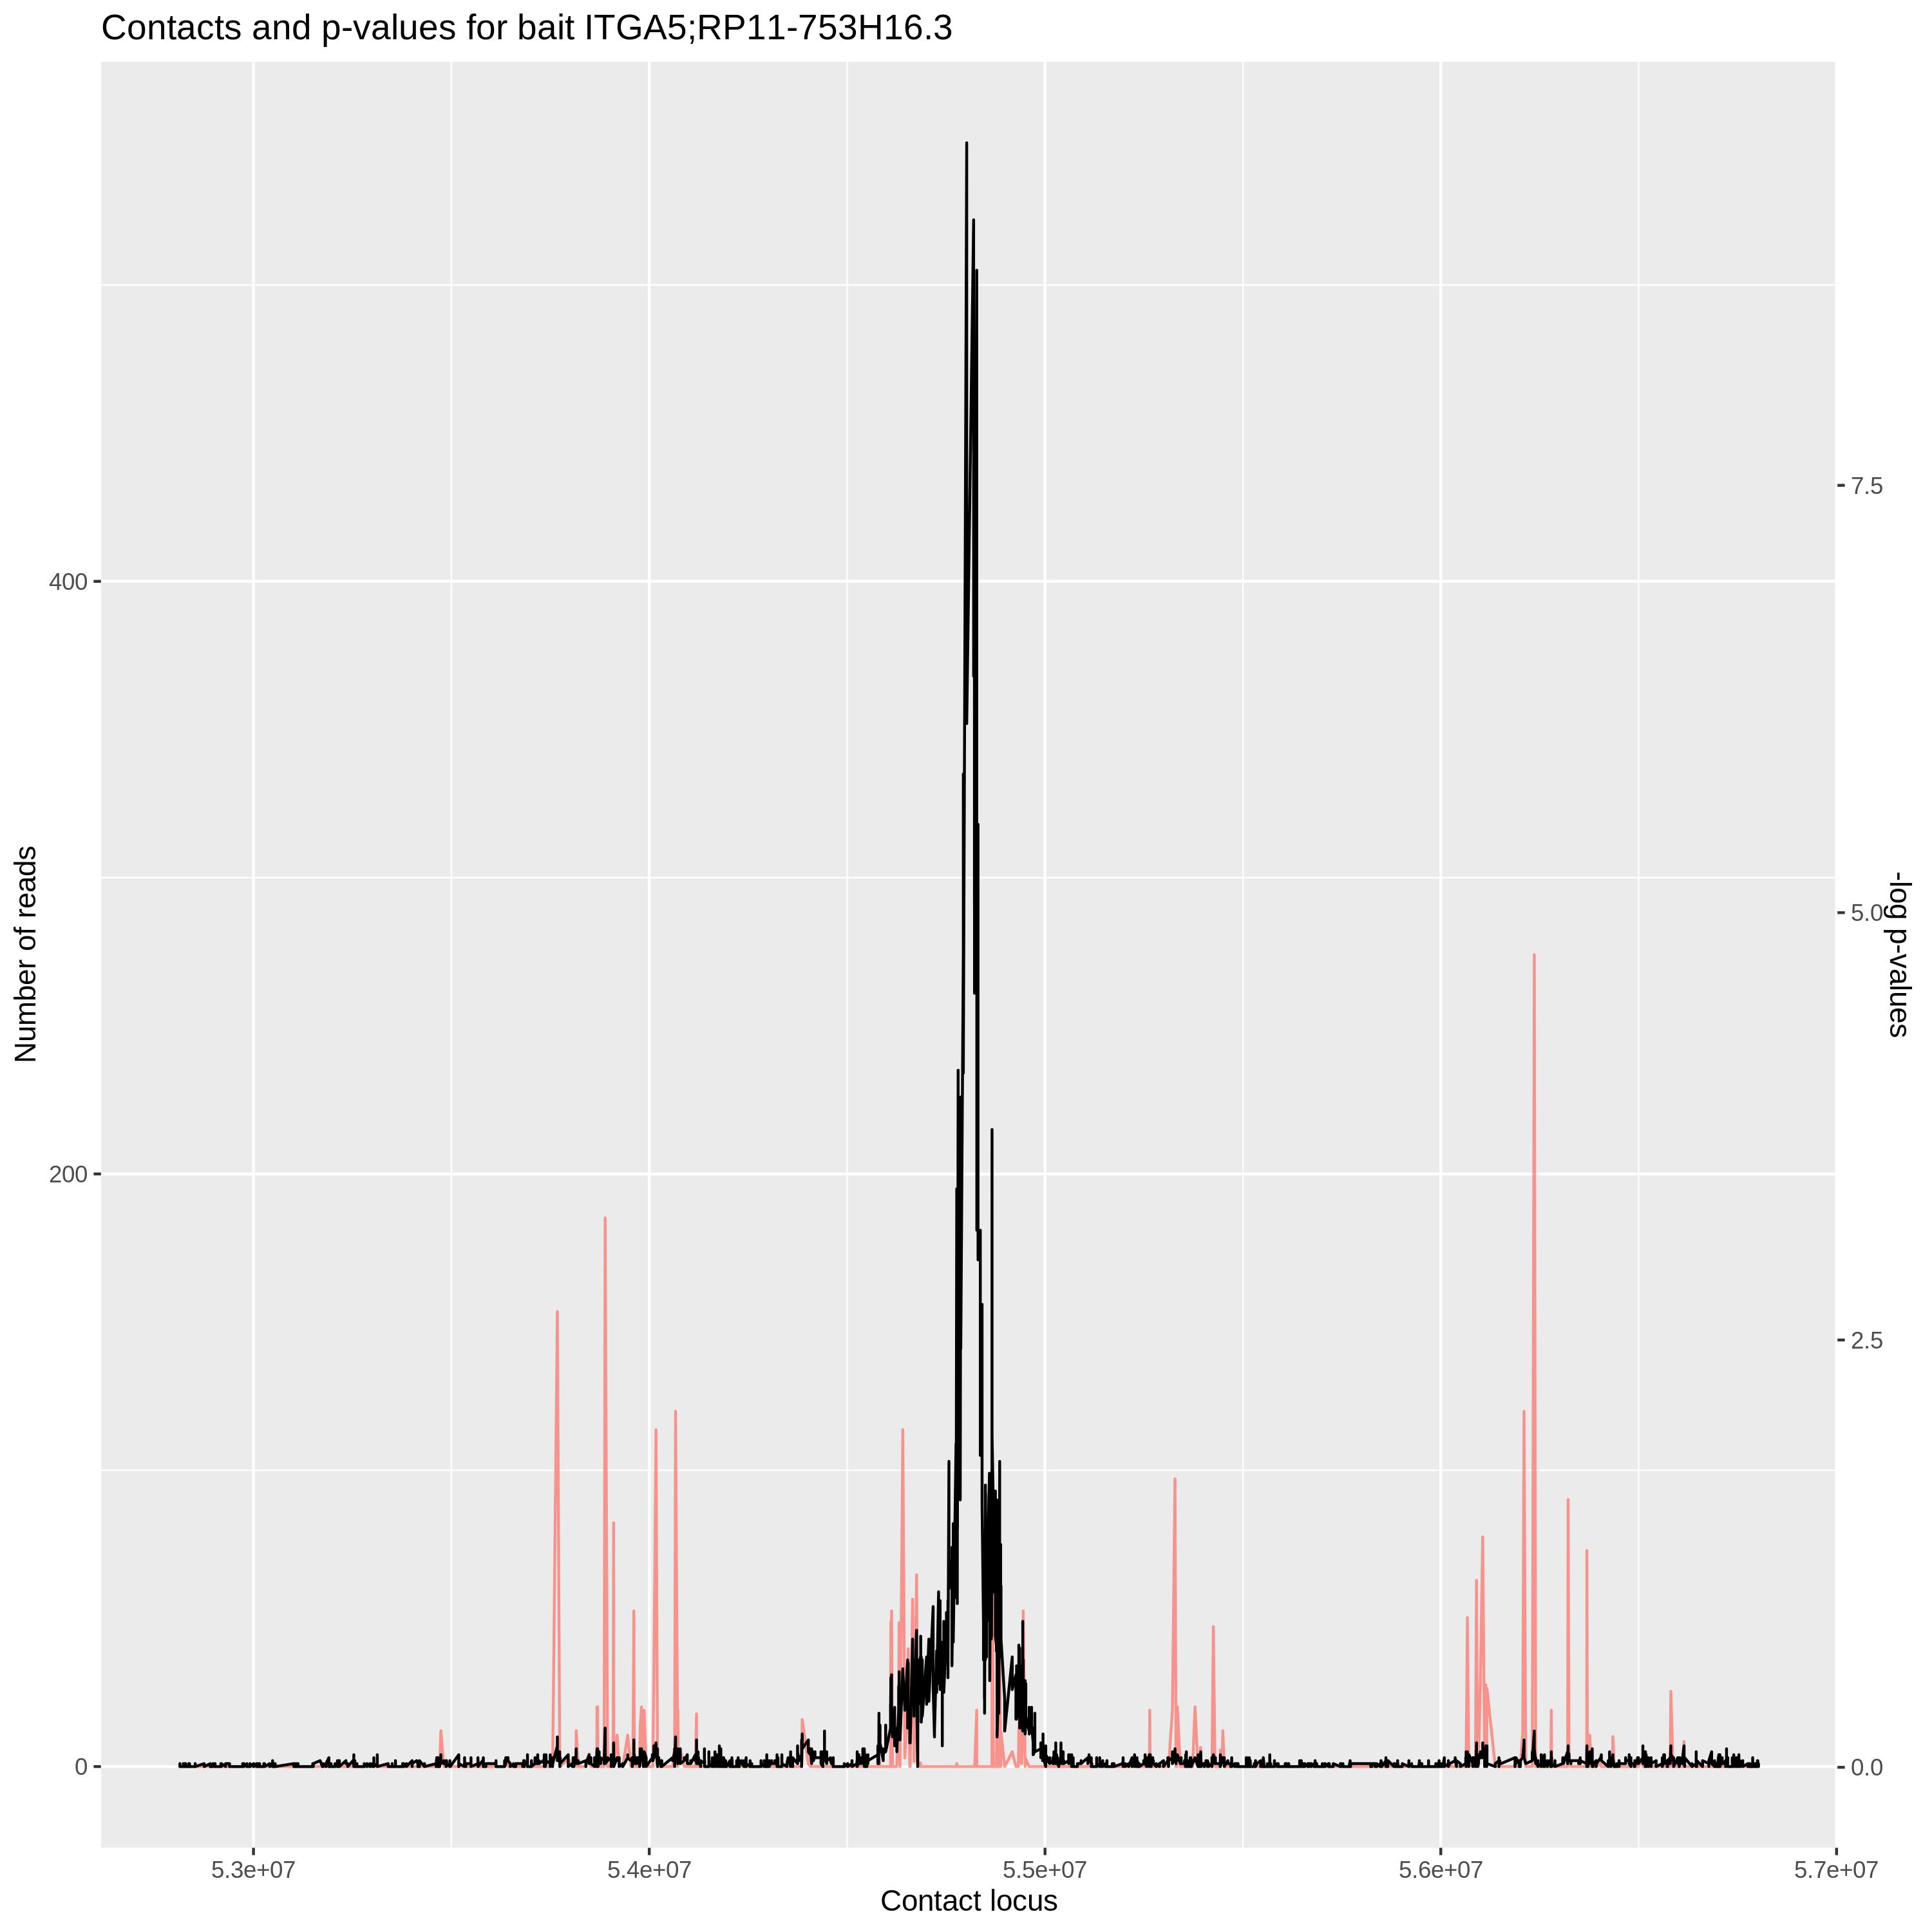 Contacts and p-values for bait ITGA5;RP11-753H16.3
400
200
0
Number of reads
7.5
5.0
2.5
0.0
-log p-values
5.3e+07
5.4e+07
5.5e+07
5.6e+07
5.7e+07
Contact locus